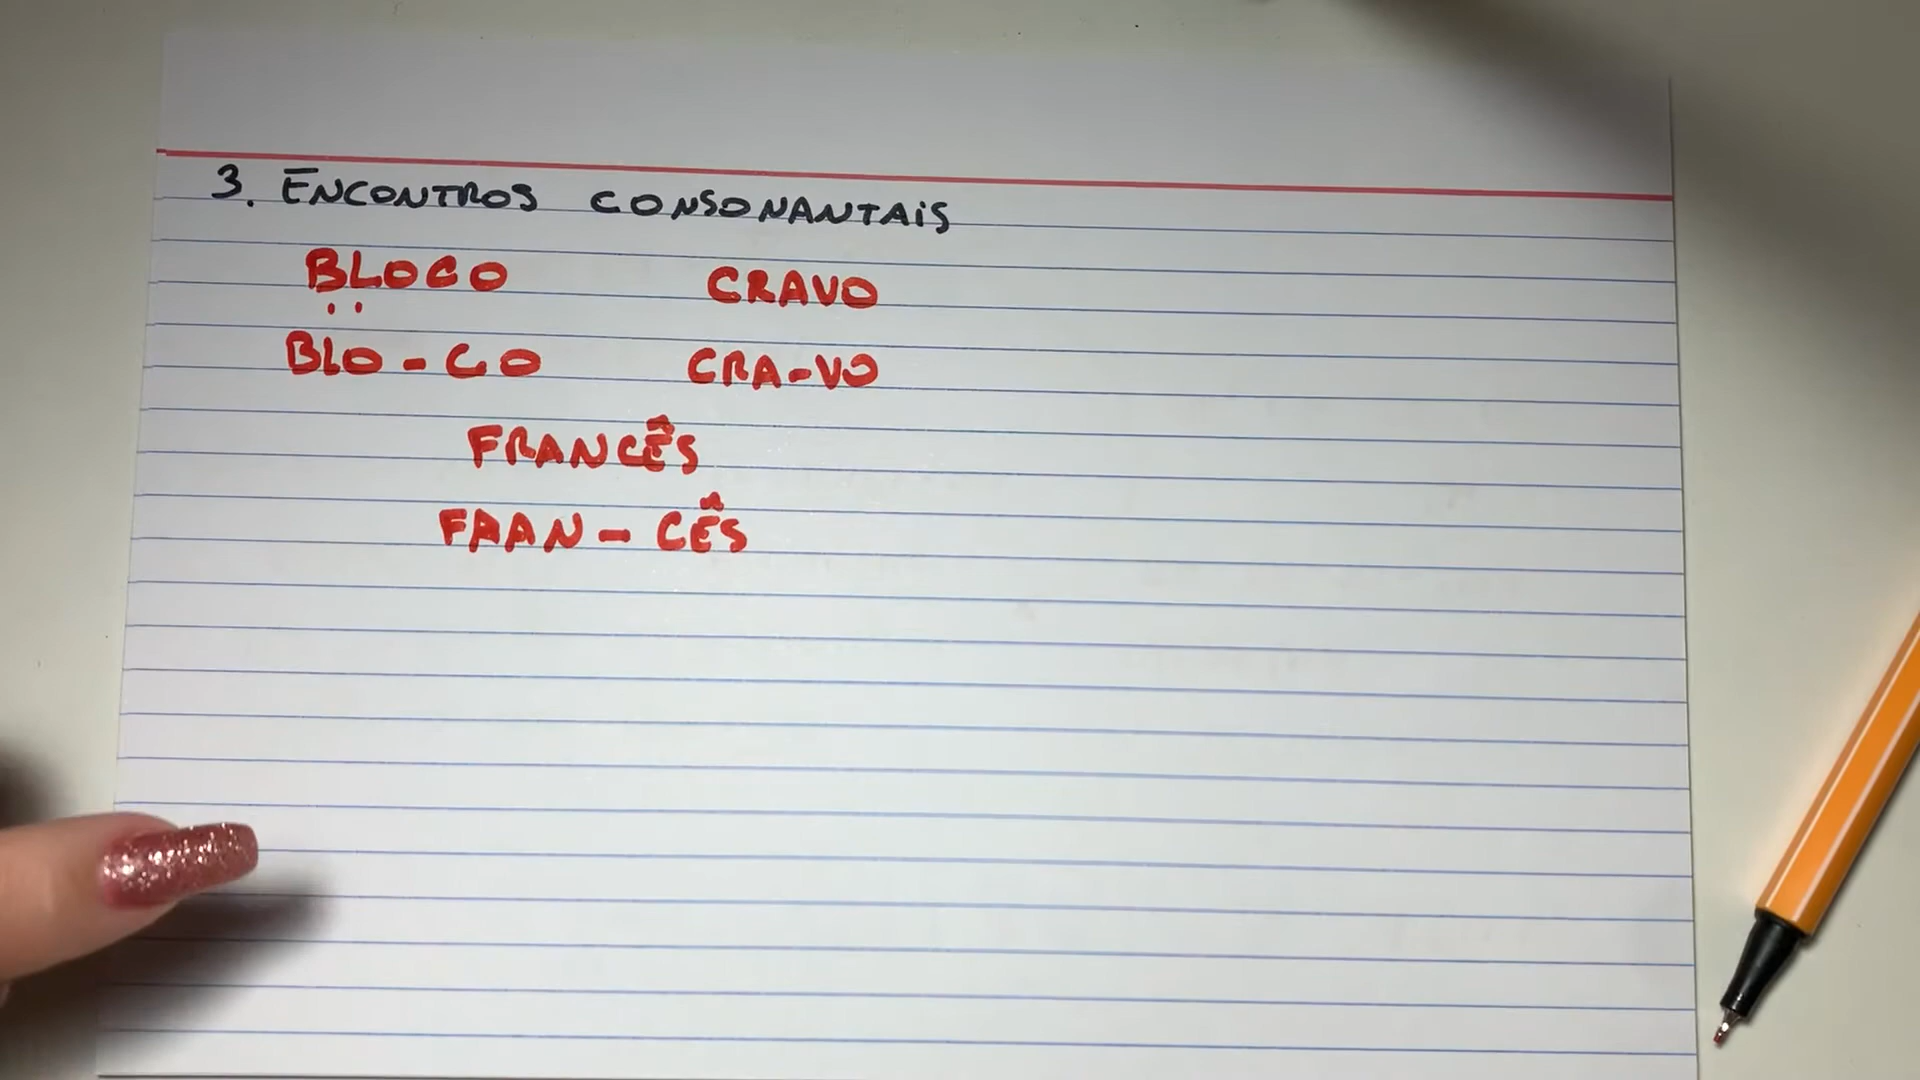 3. ENCONTROS CONSONANTAIS
BLOCO CRAVO
BLO - CO CRA-VO
FRANCÊS
FRAN - CÊS